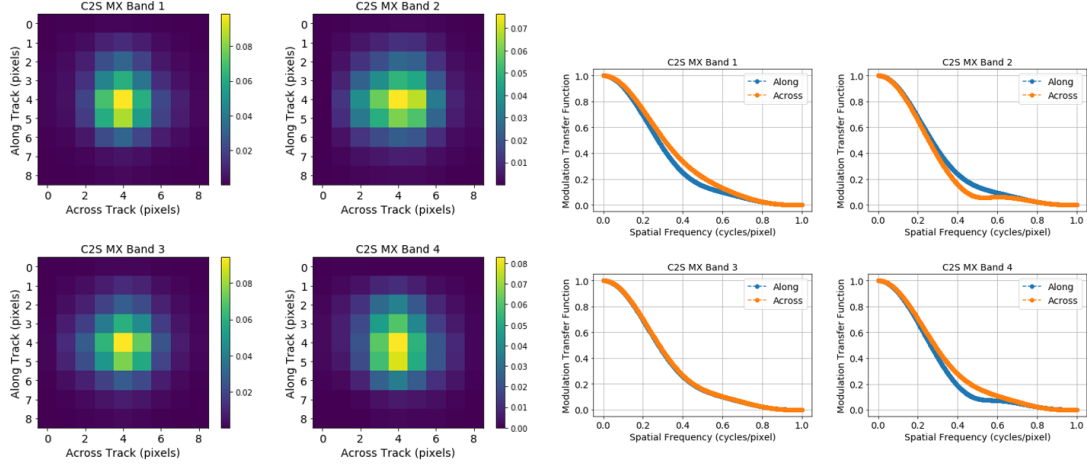 C2S MX Band 1
0
1
2
3
4
5
6
7
8
Along Track (pixels)
0 2 4 6 8
Across Track (pixels)
0.08
0.06
0.04
0.02
C2S MX Band 2
0
1
2
3
4
5
6
7
8
Along Track (pixels)
0 2 4 6 8
Across Track (pixels)
0.07
0.06
0.05
0.04
0.03
0.02
0.01
C2S MX Band 3
0
1
2
3
4
5
6
7
8
Along Track (pixels)
0 2 4 6 8
Across Track (pixels)
0.08
0.06
0.04
0.02
C2S MX Band 4
0
1
2
3
4
5
6
7
8
Along Track (pixels)
0 2 4 6 8
Across Track (pixels)
0.08
0.07
0.06
0.05
0.04
0.03
0.02
0.01
0.00
C2S MX Band 1
Along
Across
1.0
0.8
0.6
0.4
0.2
0.0
Modulation Transfer Function
0.0 0.2 0.4 0.6 0.8 1.0
Spatial Frequency (cycles/pixel)
C2S MX Band 2
Along
Across
1.0
0.8
0.6
0.4
0.2
0.0
Modulation Transfer Function
0.0 0.2 0.4 0.6 0.8 1.0
Spatial Frequency (cycles/pixel)
C2S MX Band 3
Along
Across
1.0
0.8
0.6
0.4
0.2
0.0
Modulation Transfer Function
0.0 0.2 0.4 0.6 0.8 1.0
Spatial Frequency (cycles/pixel)
C2S MX Band 4
Along
Across
1.0
0.8
0.6
0.4
0.2
0.0
Modulation Transfer Function
0.0 0.2 0.4 0.6 0.8 1.0
Spatial Frequency (cycles/pixel)